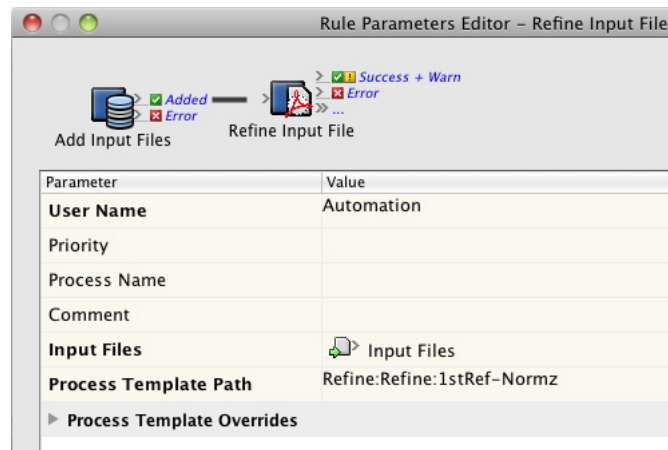 Rule Parameters Editor – Refine Input File
Success + Warn
Added
Error
Error
...
Add Input Files
Refine Input File
Parameter Value
User Name Automation
Priority
Process Name
Comment
Input Files Input Files
Process Template Path Refine:Refine:1stRef-Normz
Process Template Overrides